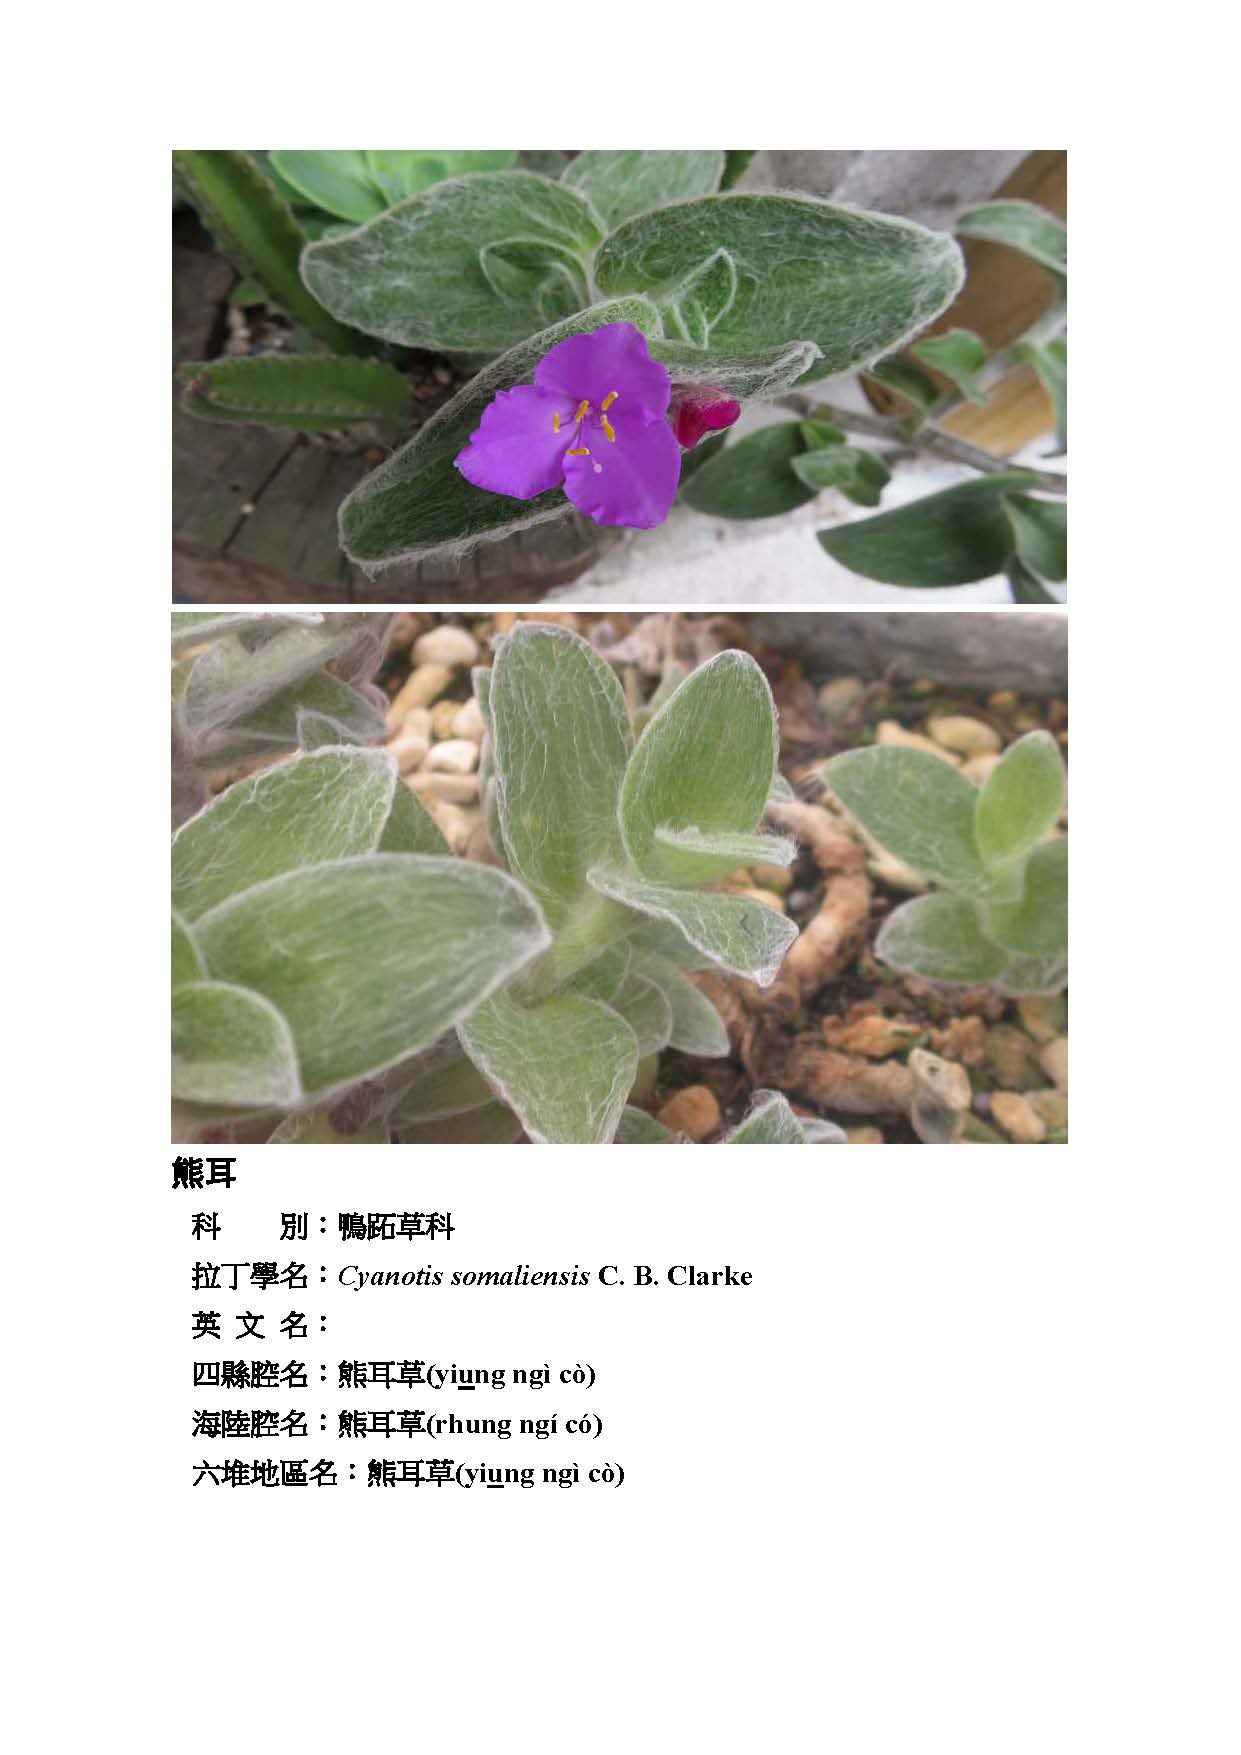 熊耳
科　　別：鴨跖草科
拉丁學名：Cyanotis somaliensis C. B. Clarke
英 文 名：
四縣腔名：熊耳草(yiung ngì cò)
海陸腔名：熊耳草(rhung ngí có)
六堆地區名：熊耳草(yiung ngì cò)